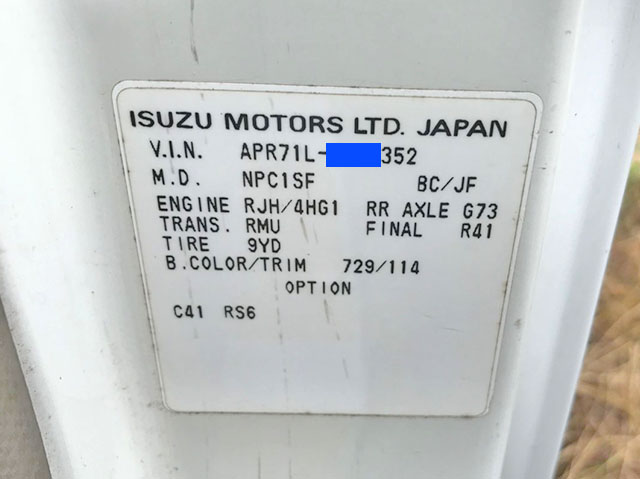 ISUZU MOTORS LTD. JAPAN
V.I.N. APR71L-352
M.D. NPC1SF BC/JF
ENGINE RJH/4HG1 RR AXLE G73
TRANS. RMU FINAL R41
TIRE 9YD
B.COLOR/TRIM 729/114
OPTION
C41 RS6